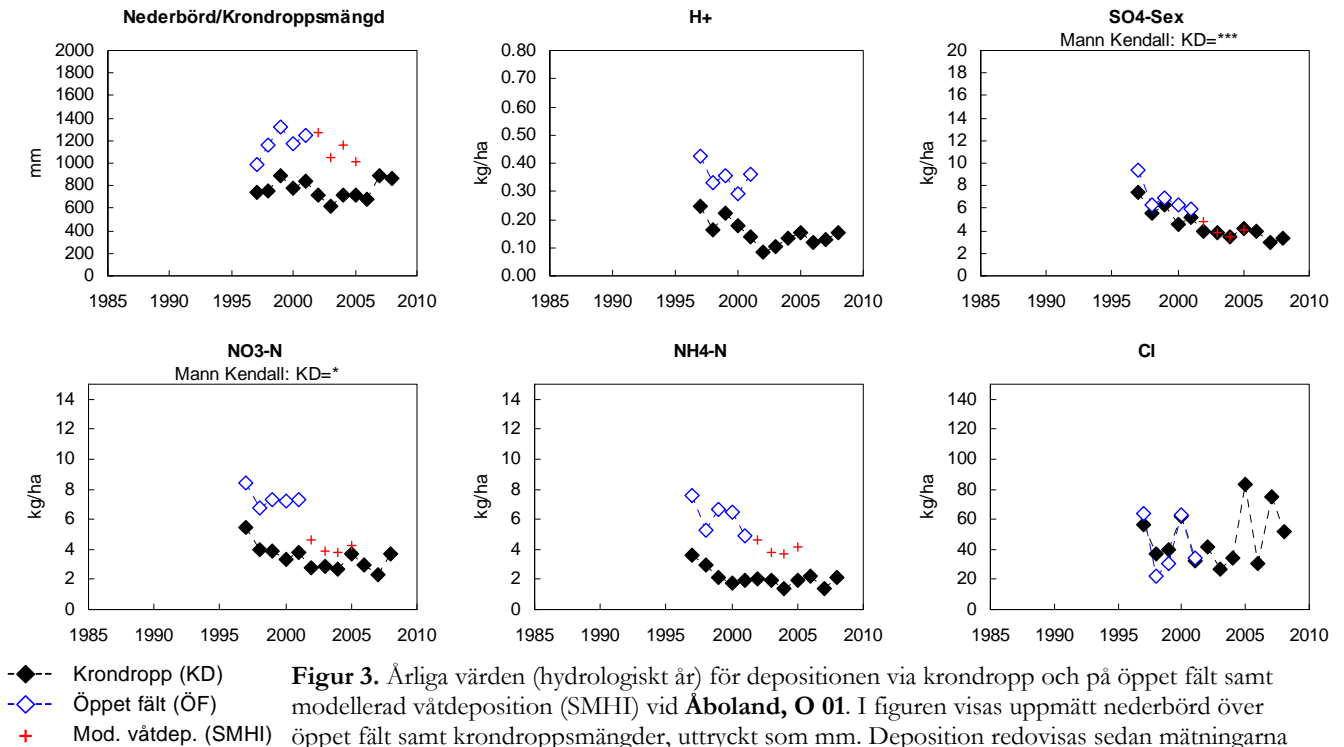 Nederbörd/Krondroppsmängd
2000
1800
1600
1400
1200
1000
800
600
400
200
0
mm
1985 1990 1995 2000 2005 2010
H+
0.80
0.70
0.60
0.50
0.40
0.30
0.20
0.10
0.00
kg/ha
1985 1990 1995 2000 2005 2010
SO4-Sex
Mann Kendall: KD=***
20
18
16
14
12
10
8
6
4
2
0
kg/ha
1985 1990 1995 2000 2005 2010
NO3-N
Mann Kendall: KD=*
14
12
10
8
6
4
2
0
kg/ha
1985 1990 1995 2000 2005 2010
NH4-N
14
12
10
8
6
4
2
0
kg/ha
1985 1990 1995 2000 2005 2010
Cl
140
120
100
80
60
40
20
0
kg/ha
1985 1990 1995 2000 2005 2010
Krondropp (KD)
Öppet fält (ÖF)
Mod. våtdep. (SMHI)
Figur 3. Årliga värden (hydrologiskt år) för depositionen via krondropp och på öppet fält samt
modellerad våtdeposition (SMHI) vid Åboland, O 01. I figuren visas uppmätt nederbörd över
öppet fält samt krondroppsmängder, uttryckt som mm. Deposition redovisas sedan mätningarna